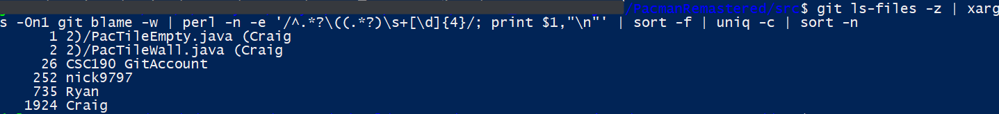 /PacmanRemastered/src$ git ls-files -z | xarg
s -0n1 git blame -w | perl -n -e '/^.*?\((.*?)\s+[\d]{4}/; print $1,"\n"' | sort -f | uniq -c | sort -n
1 2)/PacTileEmpty.java (Craig
2 2)/PacTileWall.java (Craig
26 CSC190 GitAccount
252 nick9797
735 Ryan
1924 Craig